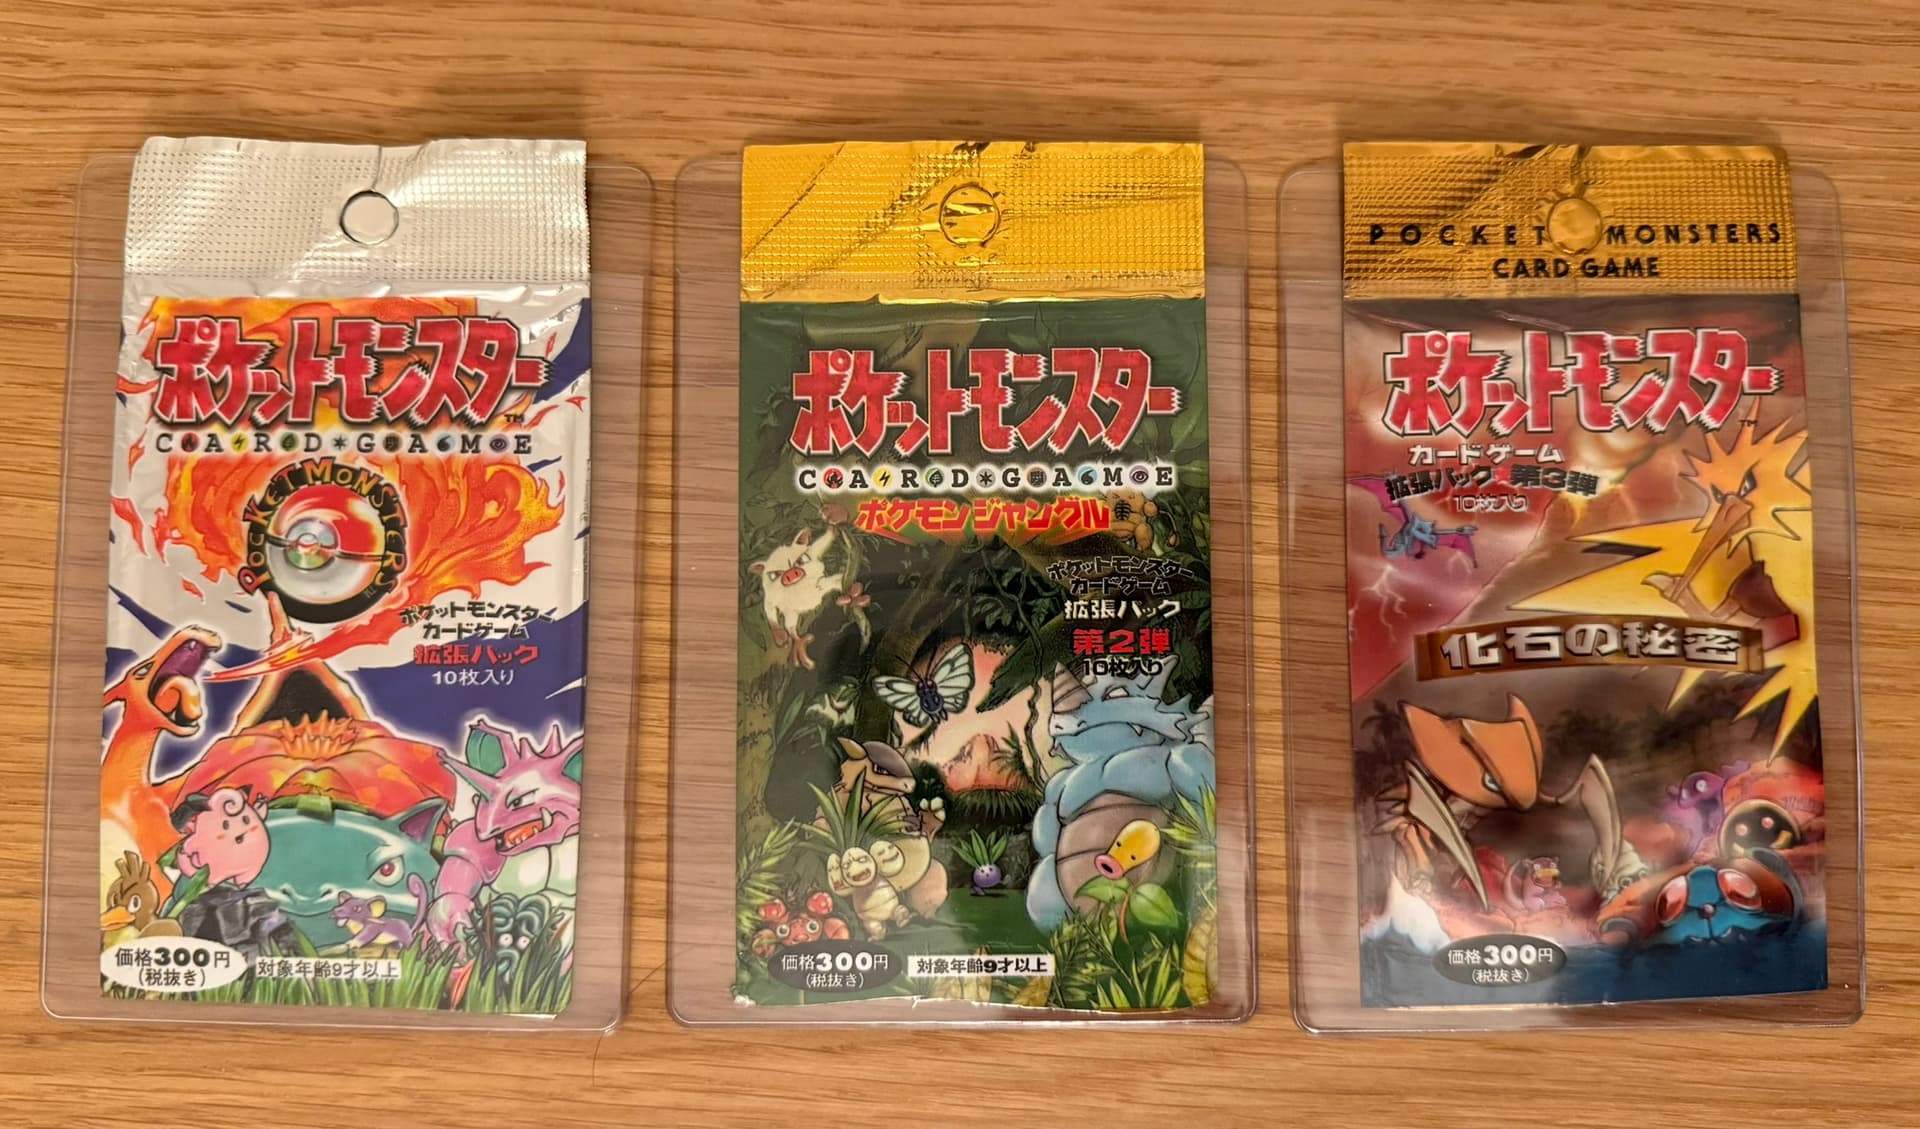 ポケットモンスター
TM
CARD GAME
POCKET MONSTERS
ポケットモンスター
カードゲーム
拡張パック
10枚入り
価格300円
(税抜き)
対象年齢9才以上
ポケットモンスター
CARD GAME
ポケモンジャングル
ポケットモンスター
カードゲーム
拡張パック
第2弾
10枚入り
価格300円
(税抜き)
対象年齢9才以上
POCKET MONSTERS
CARD GAME
ポケットモンスター
TM
カードゲーム
拡張パック 第3弾
10枚入り
化石の秘密
価格300円
(税抜き)